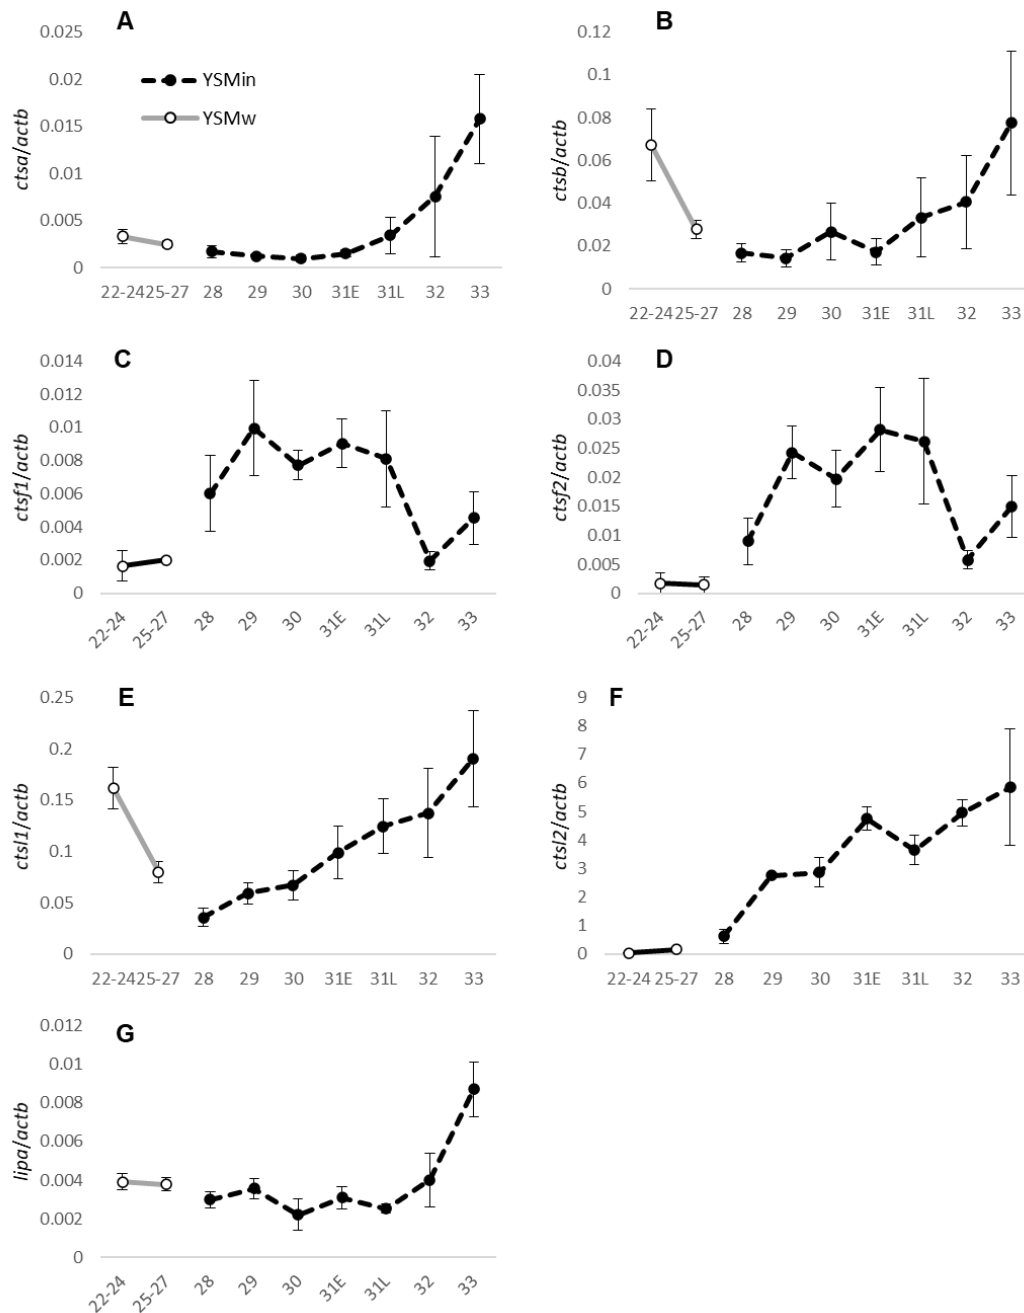 A
0.025
0.02
0.015
0.01
0.005
0
ctsa/actb
YSMin
YSMw
22-24 25-27 28 29 30 31E 31L 32 33
B
0.12
0.1
0.08
0.06
0.04
0.02
0
ctsb/actb
22-24 25-27 28 29 30 31E 31L 32 33
C
0.014
0.012
0.01
0.008
0.006
0.004
0.002
0
ctsf1/actb
22-24 25-27 28 29 30 31E 31L 32 33
D
0.04
0.035
0.03
0.025
0.02
0.015
0.01
0.005
0
ctsf2/actb
22-24 25-27 28 29 30 31E 31L 32 33
E
0.25
0.2
0.15
0.1
0.05
0
ctsl1/actb
22-24 25-27 28 29 30 31E 31L 32 33
F
9
8
7
6
5
4
3
2
1
0
ctsl2/actb
22-24 25-27 28 29 30 31E 31L 32 33
G
0.012
0.01
0.008
0.006
0.004
0.002
0
lipa/actb
22-24 25-27 28 29 30 31E 31L 32 33